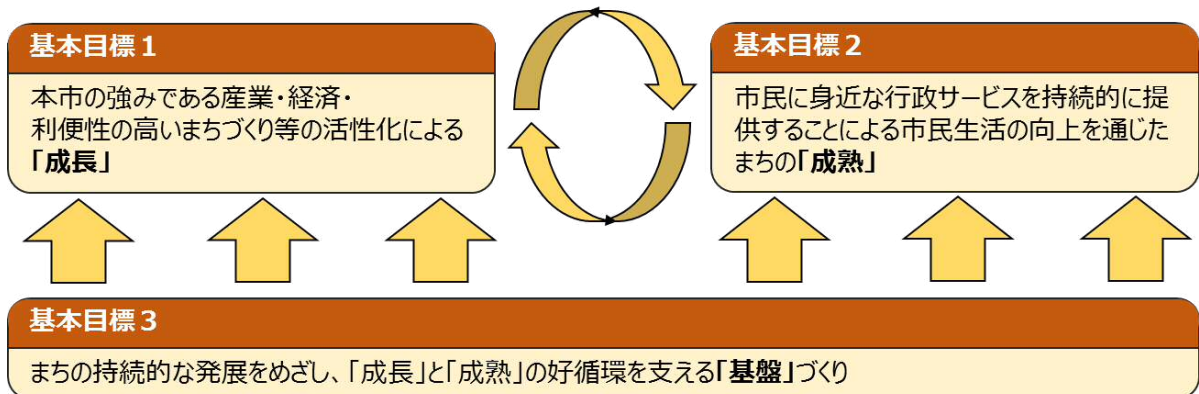 基本目標1
本市の強みである産業・経済・
利便性の高いまちづくり等の活性化による
「成長」
基本目標2
市民に身近な行政サービスを持続的に提
供することによる市民生活の向上を通じた
まちの「成熟」
基本目標3
まちの持続的な発展をめざし、「成長」と「成熟」の好循環を支える「基盤」づくり